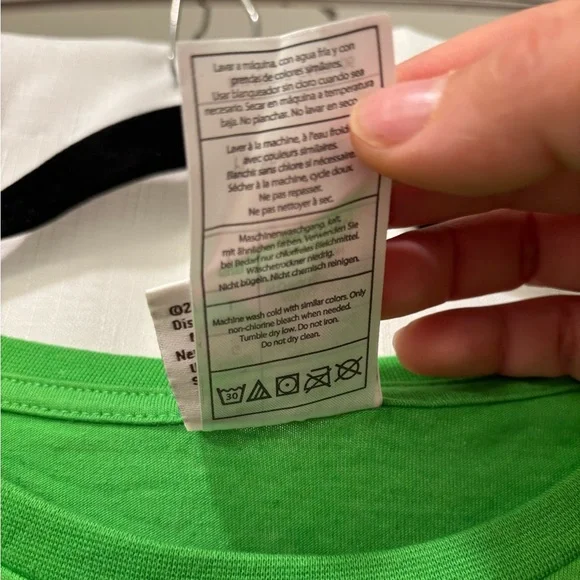 Lavar a máquina, con agua fría y con
prendas de colores similares.
Usar blanqueador sin cloro cuando sea
necesario. Secar en máquina a temperatura
baja. No planchar. No lavar en seco
Laver à la machine, à l'eau froide
avec couleurs similaires.
Blanchir sans chlore si nécessaire.
Sécher à la machine, cycle doux.
Ne pas repasser.
Ne pas nettoyer à sec.
Maschinenwaschgang, kalt
mit ähnlichen farben. Verwenden Sie
bei Bedarf nur chlorfreies Bleichmittel.
Wäschetrockner niedrig.
Nicht bügeln. Nicht chemisch reinigen.
Machine wash cold with similar colors. Only
non-chlorine bleach when needed.
Tumble dry low. Do not iron.
Do not dry clean.
30
©2
Dis
Ne
U
S